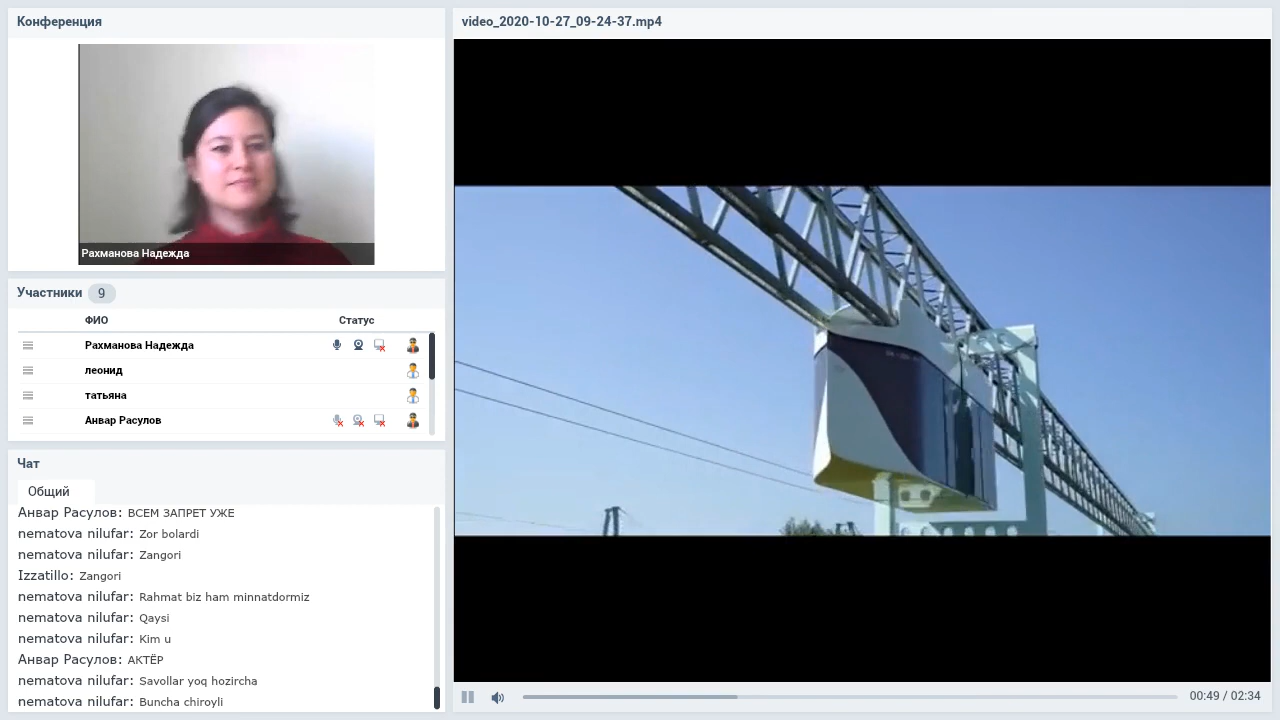 Конференция
Рахманова Надежда
Участники 9
ФИО Статус
Рахманова Надежда
леонид
татьяна
Анвар Расулов
Чат
Общий
Анвар Расулов: ВСЕМ ЗАПРЕТ УЖЕ
nematova nilufar: Zor bolardi
nematova nilufar: Zangori
Izzatillo: Zangori
nematova nilufar: Rahmat biz ham minnatdormiz
nematova nilufar: Qaysi
nematova nilufar: Kim u
Анвар Расулов: АКТЁР
nematova nilufar: Savollar yoq hozircha
nematova nilufar: Buncha chiroyli
video_2020-10-27_09-24-37.mp4
00:49 / 02:34